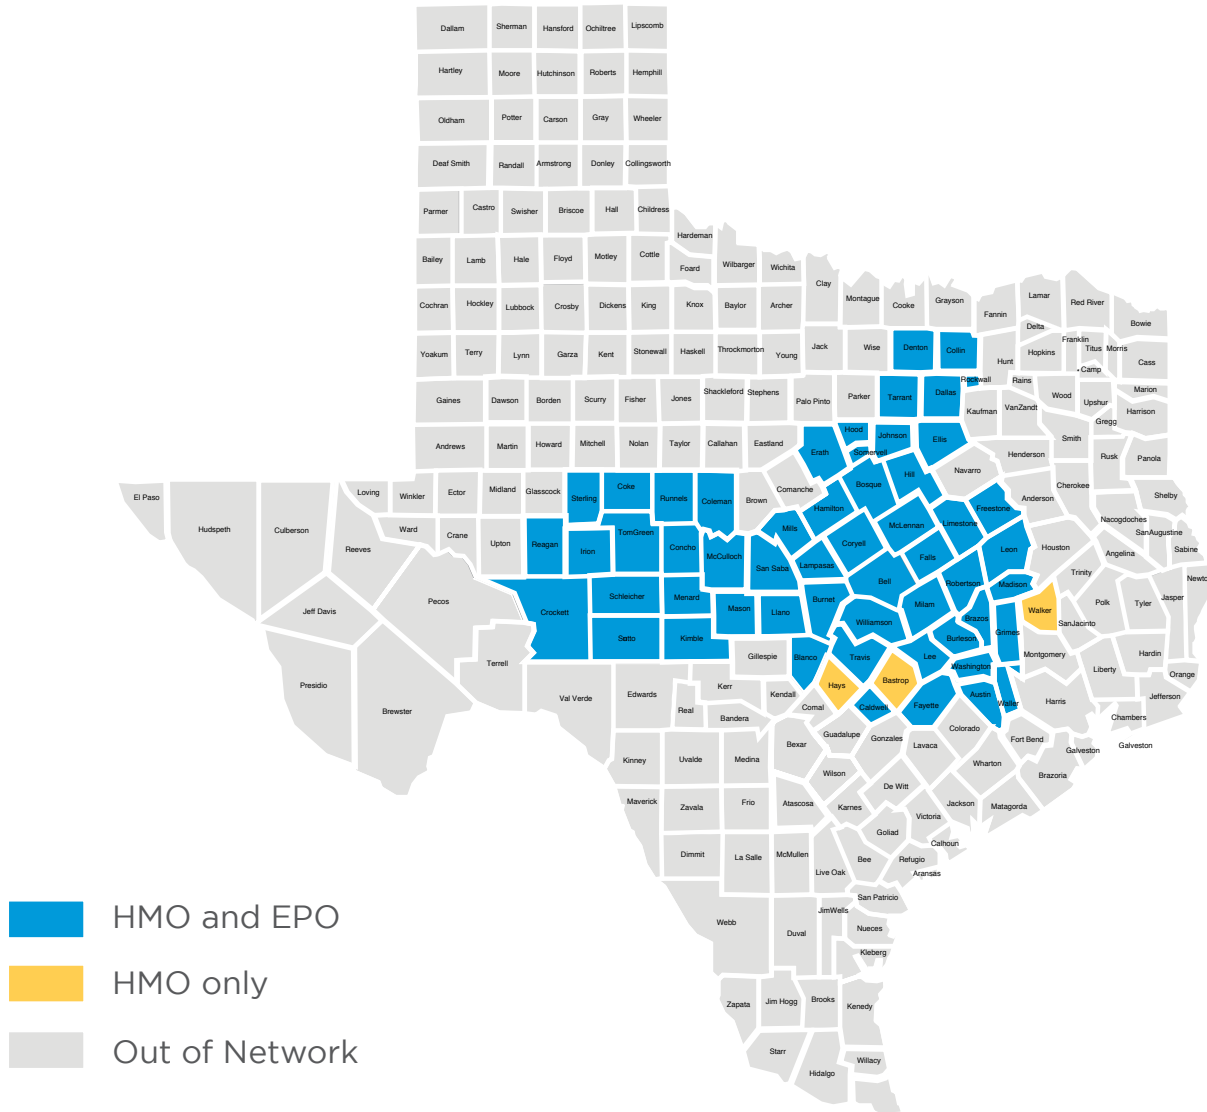 Dallam Sherman Hansford Ochiltree Lipscomb
Hartley Moore Hutchinson Roberts Hemphill
Oldham Potter Carson Gray Wheeler
Deaf Smith Randall Armstrong Donley Collingsworth
Parmer Castro Swisher Briscoe Hall Childress
Hardeman
Bailey Lamb Hale Floyd Motley Cottle Foard Wilbarger Wichita
Clay Montague Cooke Grayson Fannin Lamar Red River Bowie
Cochran Hockley Lubbock Crosby Dickens King Knox Baylor Archer
Delta Franklin Titus Morris Cass
Yoakum Terry Lynn Garza Kent Stonewall Haskell Throckmorton Young Jack Wise Denton Collin Hunt Hopkins
Camp
Rockwall Rains Wood Upshur Marion
Gaines Dawson Borden Scurry Fisher Jones Shackleford Stephens Palo Pinto Parker Tarrant Dallas Kaufman VanZandt Harrison
Gregg
Andrews Martin Howard Mitchell Nolan Taylor Callahan Eastland Erath Hood Somervell Johnson Ellis Henderson Smith Rusk Panola
Navarro
Loving Winkler Ector Midland Glasscock Sterling Coke Runnels Coleman Brown Comanche Bosque Hill Anderson Cherokee Shelby
El Paso Hudspeth Culberson Reeves Ward Crane Upton Reagan Irion TomGreen Concho McCulloch San Saba Mills Hamilton McLennan Limestone Freestone Nacogdoches SanAugustine
Lampasas Coryell Falls Leon Houston Angelina Sabine
Jeff Davis Pecos Crockett Schleicher Menard Mason Llano Burnet Bell Milam Robertson Madison Trinity Polk Tyler Jasper Newto
Sutto Kimble Williamson Brazos Grimes Walker SanJacinto
Terrell Gillespie Blanco Travis Lee Burleson Washington Montgomery Hardin
Presidio Brewster Val Verde Edwards Real Kerr Kendall Hays Bastrop Liberty Orange
Bandera Comal Caldwell Fayette Austin Waller Harris Jefferson
Chambers
Kinney Uvalde Medina Bexar Guadalupe Gonzales Lavaca Colorado Fort Bend Galveston Galveston
Wilson Wharton Brazoria
Maverick Zavala Frio Atascosa Karnes De Witt Jackson Matagorda
Victoria
Goliad Calhoun
Dimmit La Salle McMullen Live Oak Bee Refugio Aransas
San Patricio
Webb Duval JimWells Nueces
Kleberg
Zapata Jim Hogg Brooks Kenedy
Starr Hidalgo Willacy
HMO and EPO
HMO only
Out of Network